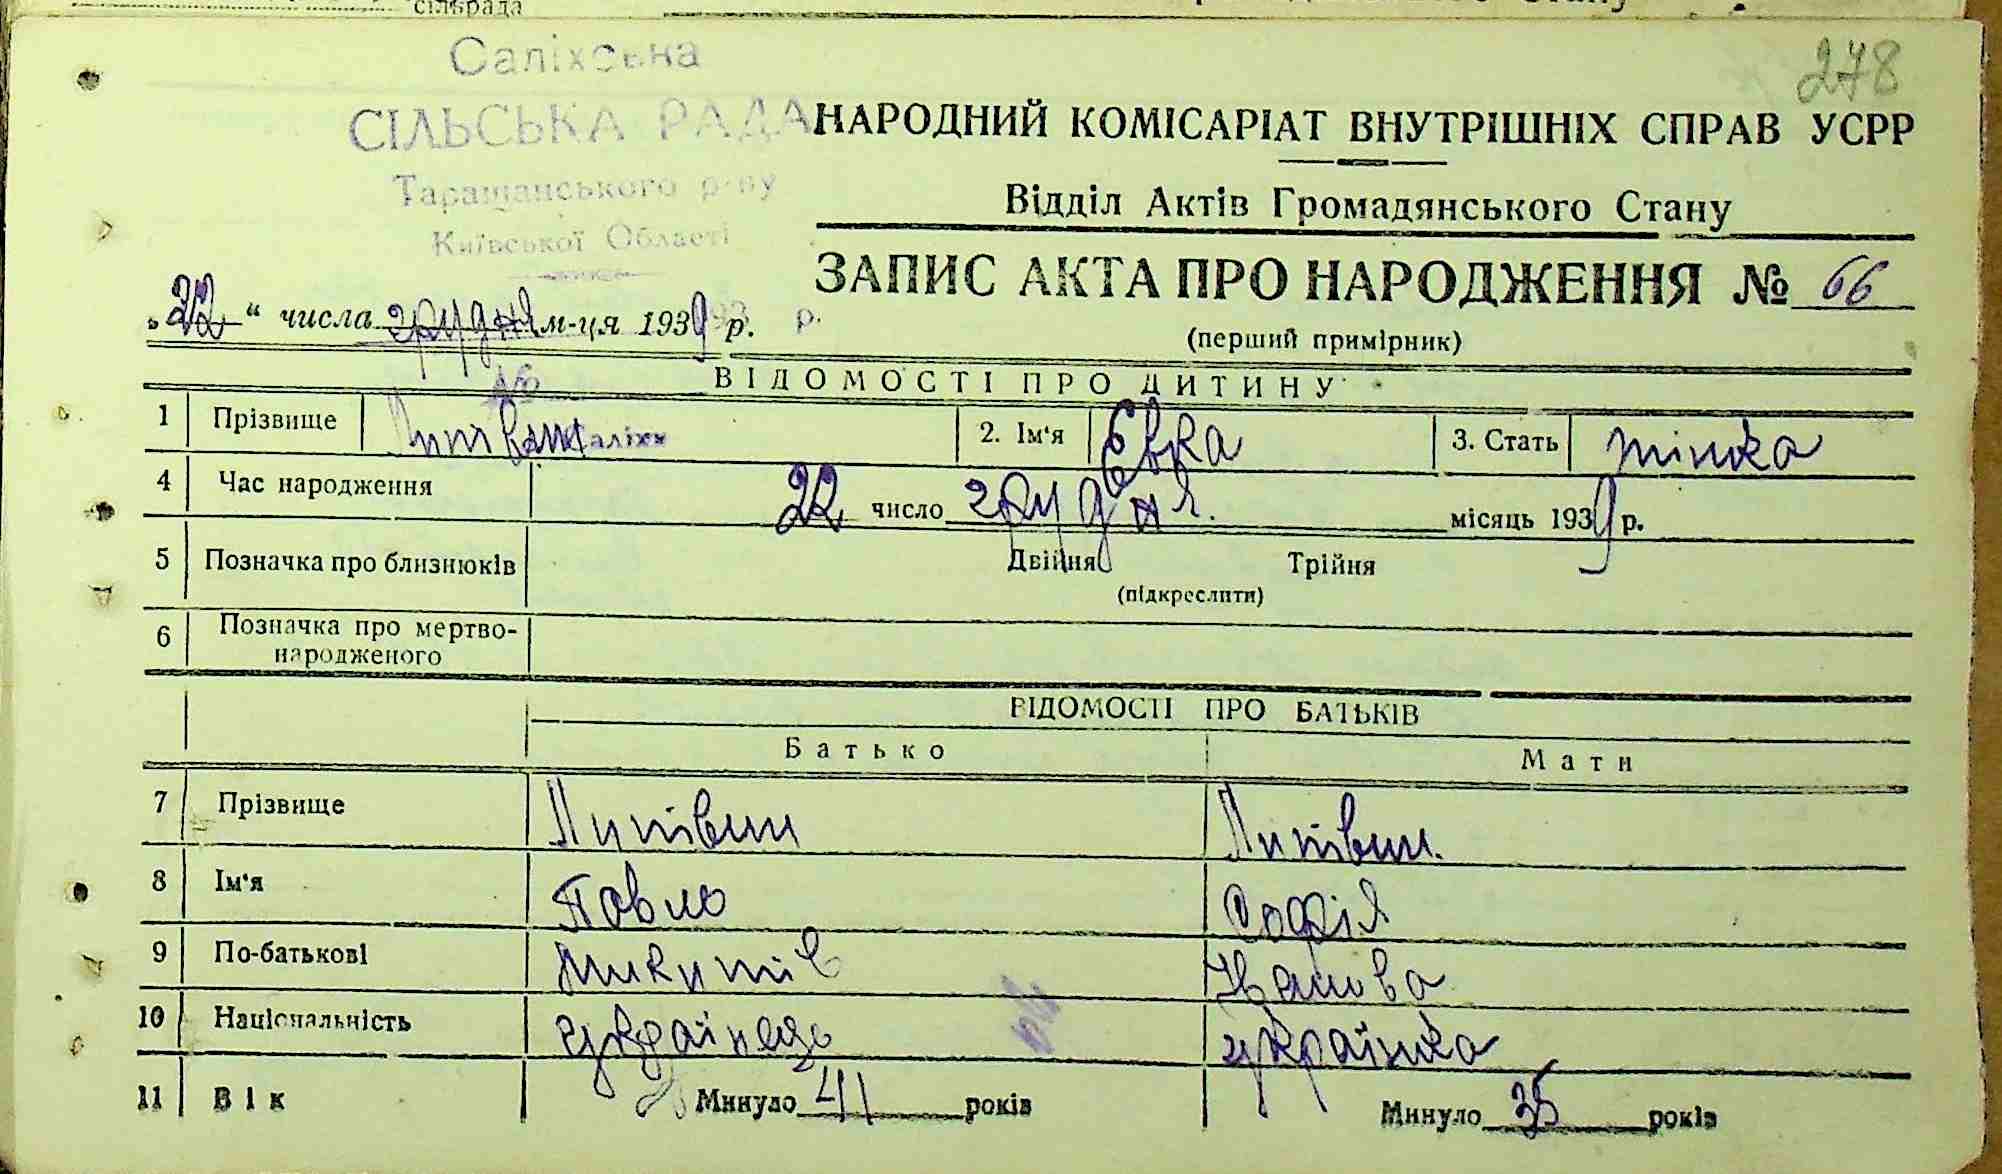 сільрада
278
Саліхська
СІЛЬСЬКА РАДА
Таращанського р-ну
Київської Області
НАРОДНИЙ КОМІСАРІАТ ВНУТРІШНІХ СПРАВ УСРР
Відділ Актів Громадянського Стану
ЗАПИС АКТА ПРО НАРОДЖЕННЯ № 66
(перший примірник)
„22“ числа грудня м-ця 1939 р. р.
ВІДОМОСТІ ПРО ДИТИНУ
1 Прізвище Литвин 2. Ім'я Євка 3. Стать жінка
4 Час народження 22 число грудня місяць 1939 р.
5 Позначка про близнюків Двійня Трійня
(підкреслити)
6 Позначка про мертво-
народженого
ВІДОМОСТІ ПРО БАТЬКІВ
Батько Мати
7 Прізвище Литвин Литвин
8 Ім'я Павло Софія
9 По-батькові Микитів Іванова
10 Національність українець українка
11 Вік Минуло 41 років Минуло 35 років